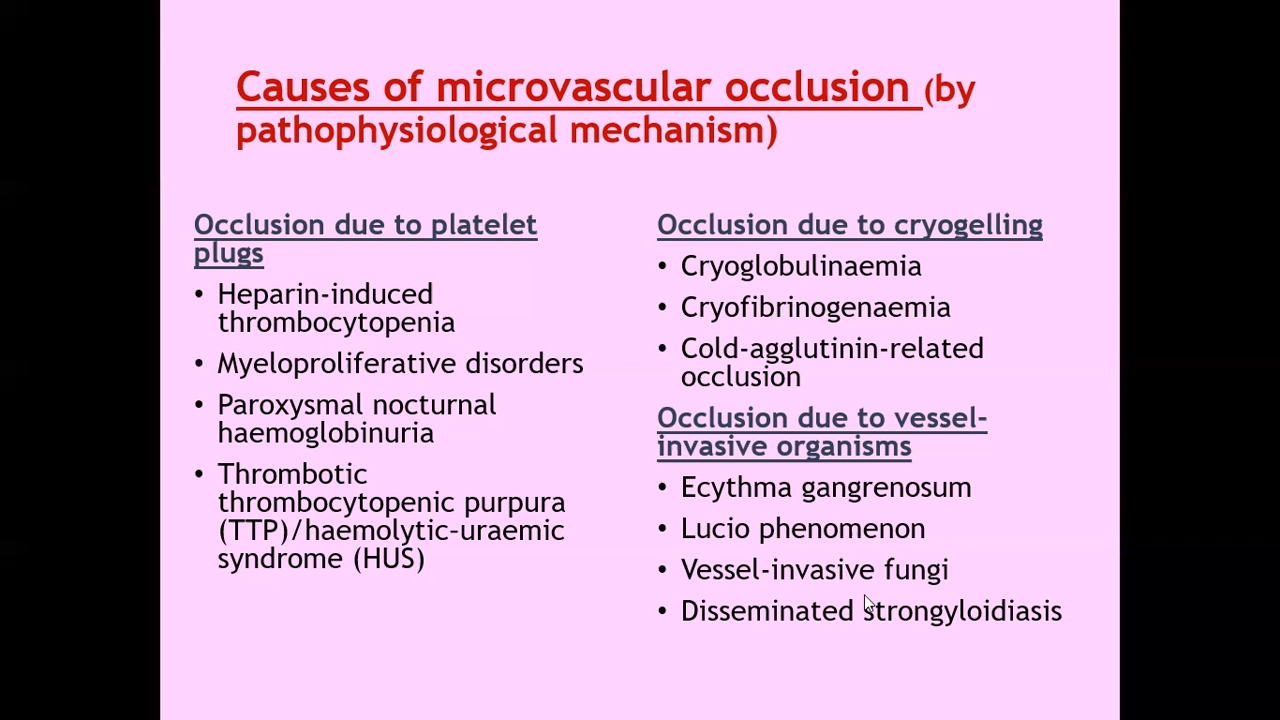 Causes of microvascular occlusion (by
pathophysiological mechanism)
Occlusion due to platelet
plugs
• Heparin-induced
thrombocytopenia
• Myeloproliferative disorders
• Paroxysmal nocturnal
haemoglobinuria
• Thrombotic
thrombocytopenic purpura
(TTP)/haemolytic-uraemic
syndrome (HUS)
Occlusion due to cryogelling
• Cryoglobulinaemia
• Cryofibrinogenaemia
• Cold-agglutinin-related
occlusion
Occlusion due to vessel-
invasive organisms
• Ecythma gangrenosum
• Lucio phenomenon
• Vessel-invasive fungi
• Disseminated strongyloidiasis